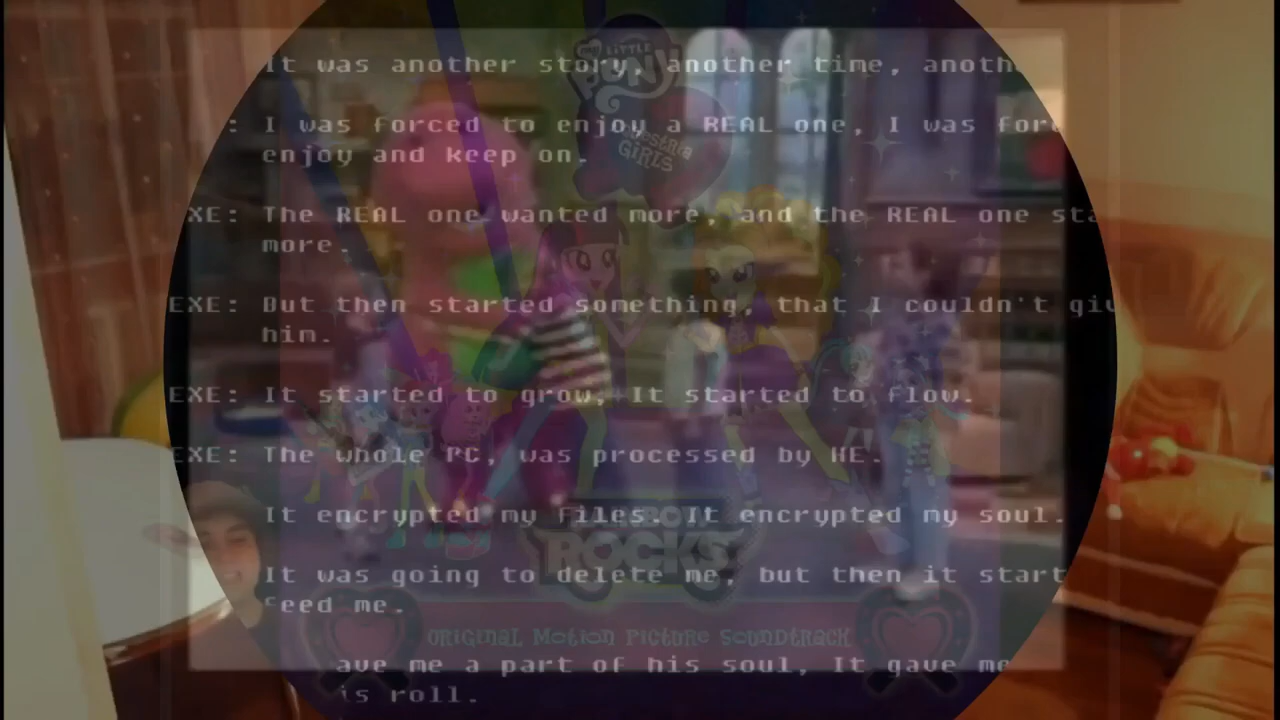 It was another story, another time, anoth
: I was forced to enjoy a REAL one, I was for
enjoy and keep on.
XE: The REAL one wanted more, and the REAL one sta
more.
EXE: But then started something, that I couldn't giv
him.
EXE: It started to grow, It started to flow.
EXE: The whole PC, was processed by HE.
It encrypted my files. It encrypted my soul.
It was going to delete me, but then it start
feed me.
ave me a part of his soul, It gave me
is roll.
MY LITTLE
PONY
EQUESTRIA
GIRLS
ROCKS
ORIGINAL MOTION PICTURE SOUNDTRACK